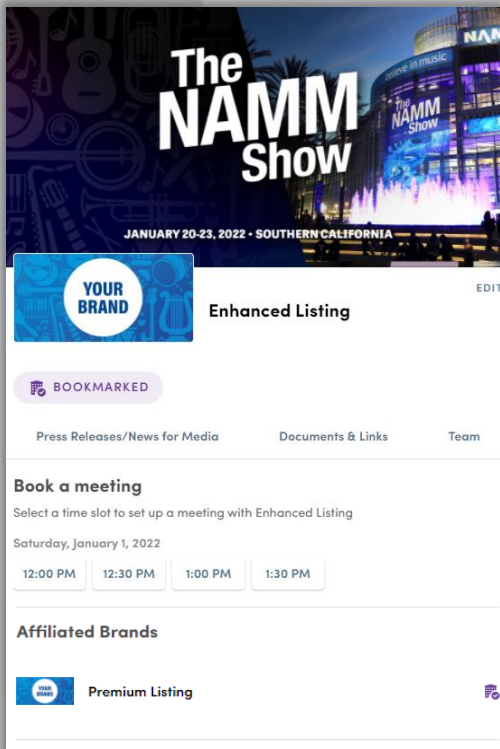 The
NAMM
Show
believe in music
The
NAMM
Show
JANUARY 20-23, 2022 • SOUTHERN CALIFORNIA
YOUR
BRAND
Enhanced Listing
EDIT
BOOKMARKED
Press Releases/News for Media Documents & Links Team
Book a meeting
Select a time slot to set up a meeting with Enhanced Listing
Saturday, January 1, 2022
12:00 PM 12:30 PM 1:00 PM 1:30 PM
Affiliated Brands
YOUR
BRAND
Premium Listing